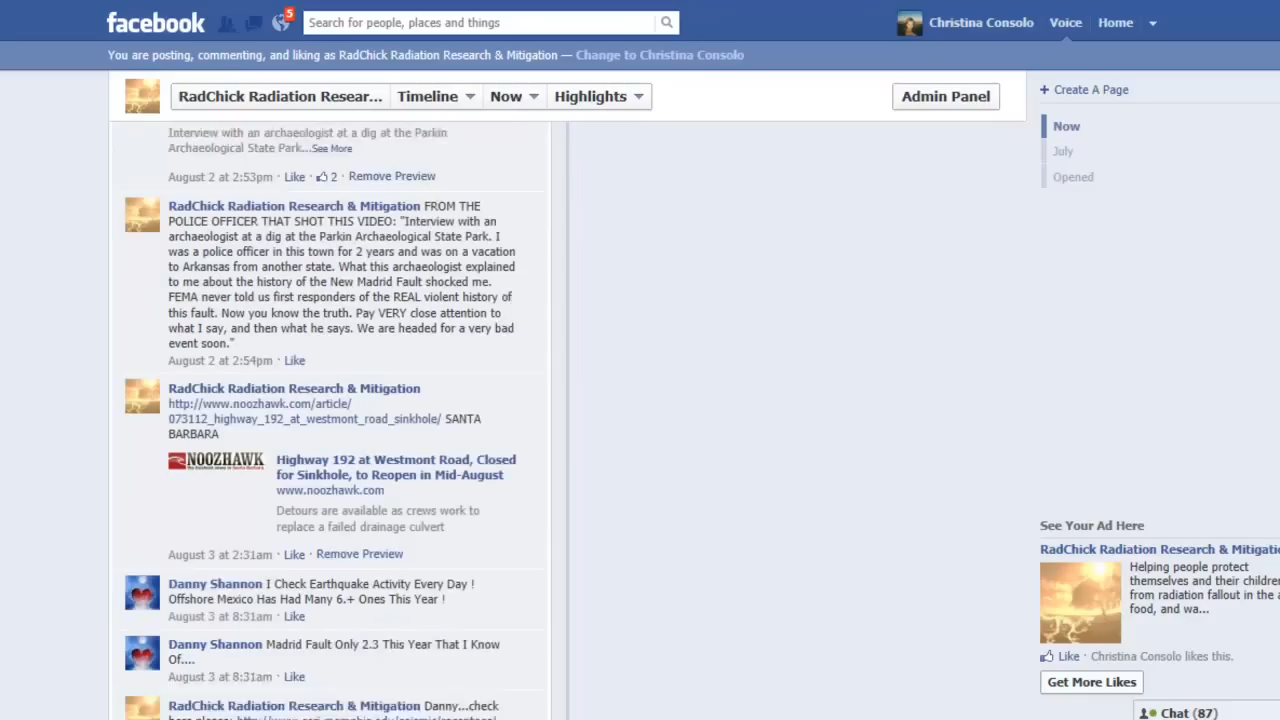 facebook
5
Search for people, places and things
Christina Consolo
Voice
Home
You are posting, commenting, and liking as RadChick Radiation Research & Mitigation — Change to Christina Consolo
RadChick Radiation Resear...
Timeline
Now
Highlights
Admin Panel
Interview with an archaeologist at a dig at the Parkin
Archaeological State Park...See More
August 2 at 2:53pm · Like · 2 · Remove Preview
RadChick Radiation Research & Mitigation FROM THE
POLICE OFFICER THAT SHOT THIS VIDEO: "Interview with an
archaeologist at a dig at the Parkin Archaeological State Park. I
was a police officer in this town for 2 years and was on a vacation
to Arkansas from another state. What this archaeologist explained
to me about the history of the New Madrid Fault shocked me.
FEMA never told us first responders of the REAL violent history of
this fault. Now you know the truth. Pay VERY close attention to
what I say, and then what he says. We are headed for a very bad
event soon."
August 2 at 2:54pm · Like
RadChick Radiation Research & Mitigation
http://www.noozhawk.com/article/
073112_highway_192_at_westmont_road_sinkhole/ SANTA
BARBARA
NOOZHAWK
Highway 192 at Westmont Road, Closed
for Sinkhole, to Reopen in Mid-August
www.noozhawk.com
Detours are available as crews work to
replace a failed drainage culvert
August 3 at 2:31am · Like · Remove Preview
Danny Shannon I Check Earthquake Activity Every Day !
Offshore Mexico Has Had Many 6.+ Ones This Year !
August 3 at 8:31am · Like
Danny Shannon Madrid Fault Only 2.3 This Year That I Know
Of....
August 3 at 8:31am · Like
RadChick Radiation Research & Mitigation Danny...check
+ Create A Page
Now
July
Opened
See Your Ad Here
RadChick Radiation Research & Mitigatio
Helping people protect
themselves and their children
from radiation fallout in the a
food, and wa...
Like · Christina Consolo likes this.
Get More Likes
Chat (87)